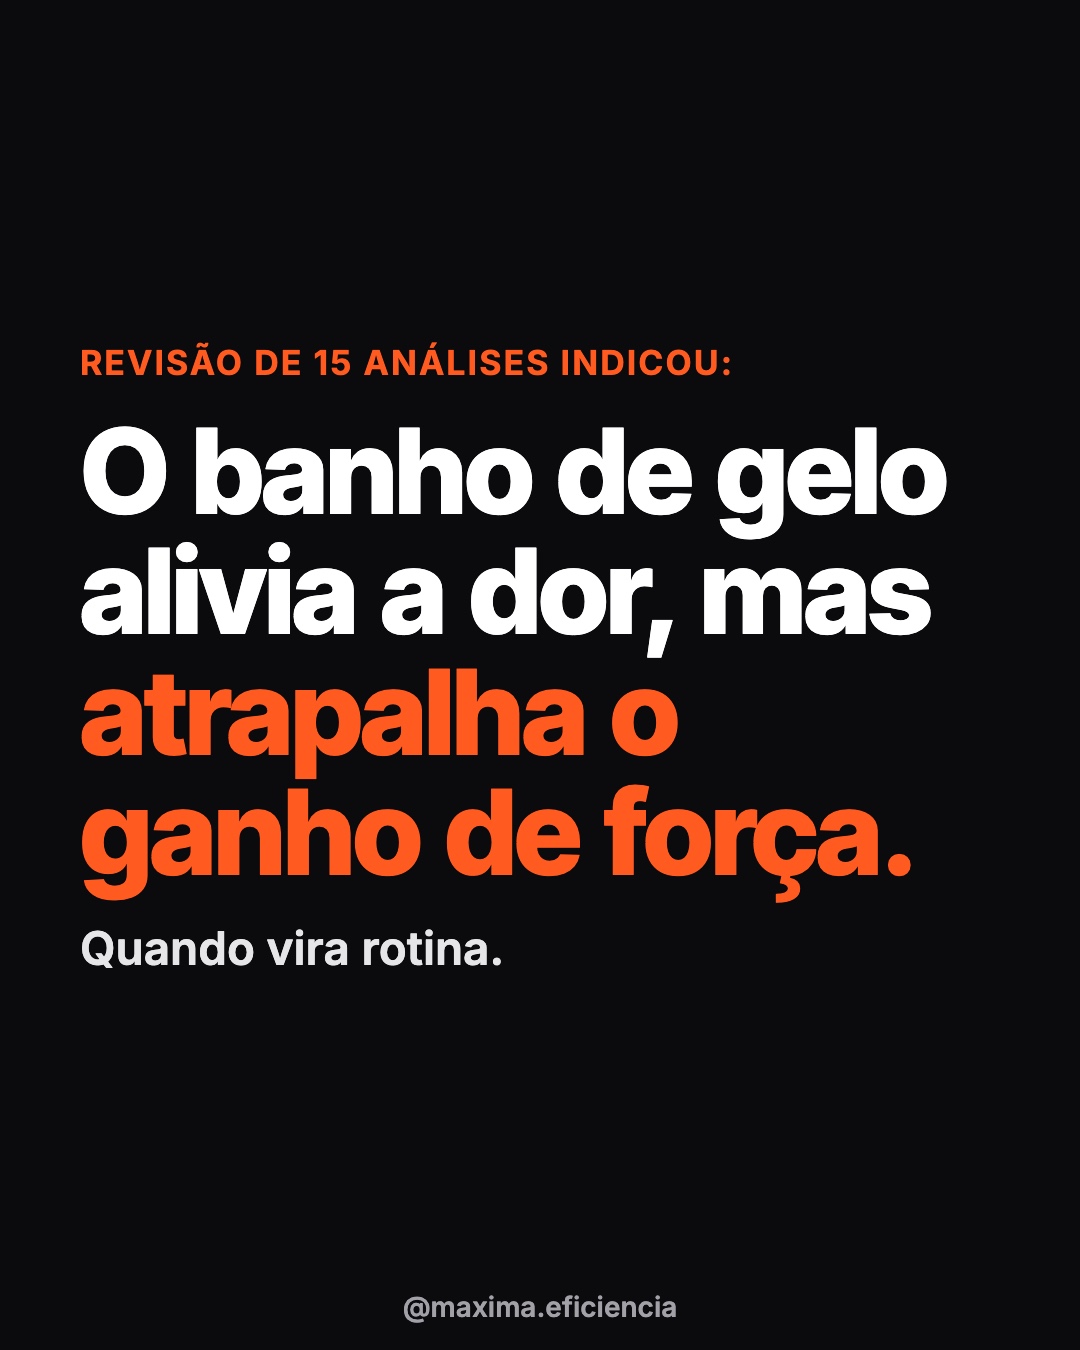 REVISÃO DE 15 ANÁLISES INDICOU:
O banho de gelo
alivia a dor, mas
atrapalha o
ganho de força.
Quando vira rotina.
@maxima.eficiencia